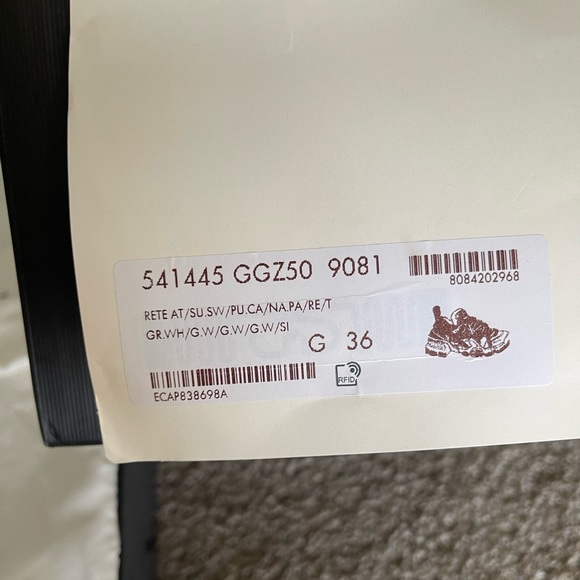 541445 GGZ50 9081
8084202968
RETE AT/SU.SW/PU.CA/NA.PA/RE/T
GR.WH/G.W/G.W/G.W/SI
G 36
RFID
ECAP838698A